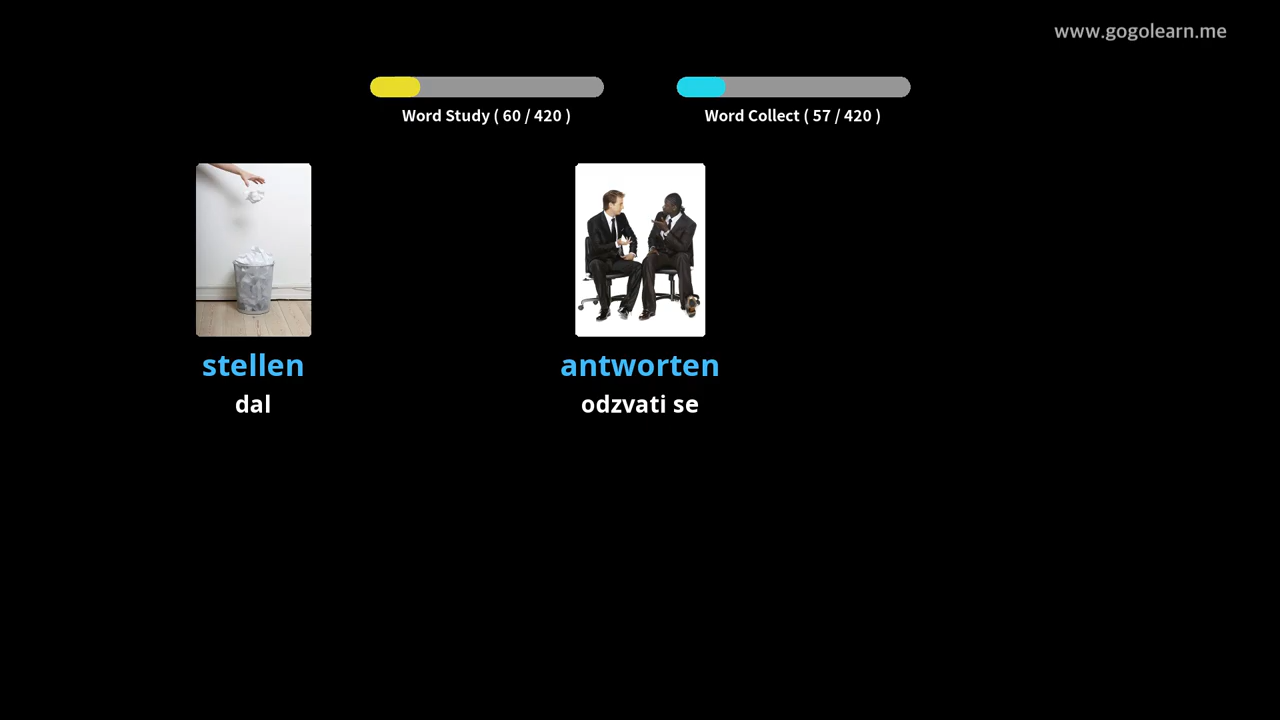 www.gogolearn.me
Word Study ( 60 / 420 )
Word Collect ( 57 / 420 )
stellen
dal
antworten
odzvati se